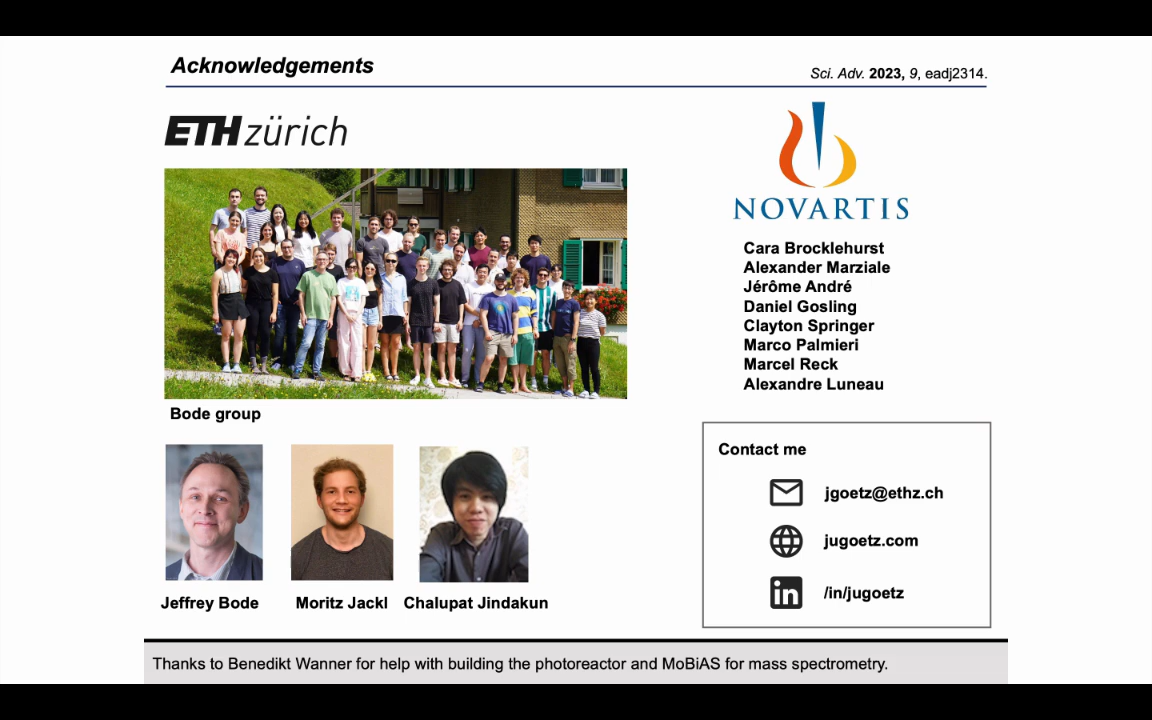 Acknowledgements
Sci. Adv. 2023, 9, eadj2314.
ETH zürich
NOVARTIS
Cara Brocklehurst
Alexander Marziale
Jérôme André
Daniel Gosling
Clayton Springer
Marco Palmieri
Marcel Reck
Alexandre Luneau
Bode group
Jeffrey Bode
Moritz Jackl
Chalupat Jindakun
Contact me
jgoetz@ethz.ch
jugoetz.com
in
/in/jugoetz
Thanks to Benedikt Wanner for help with building the photoreactor and MoBiAS for mass spectrometry.